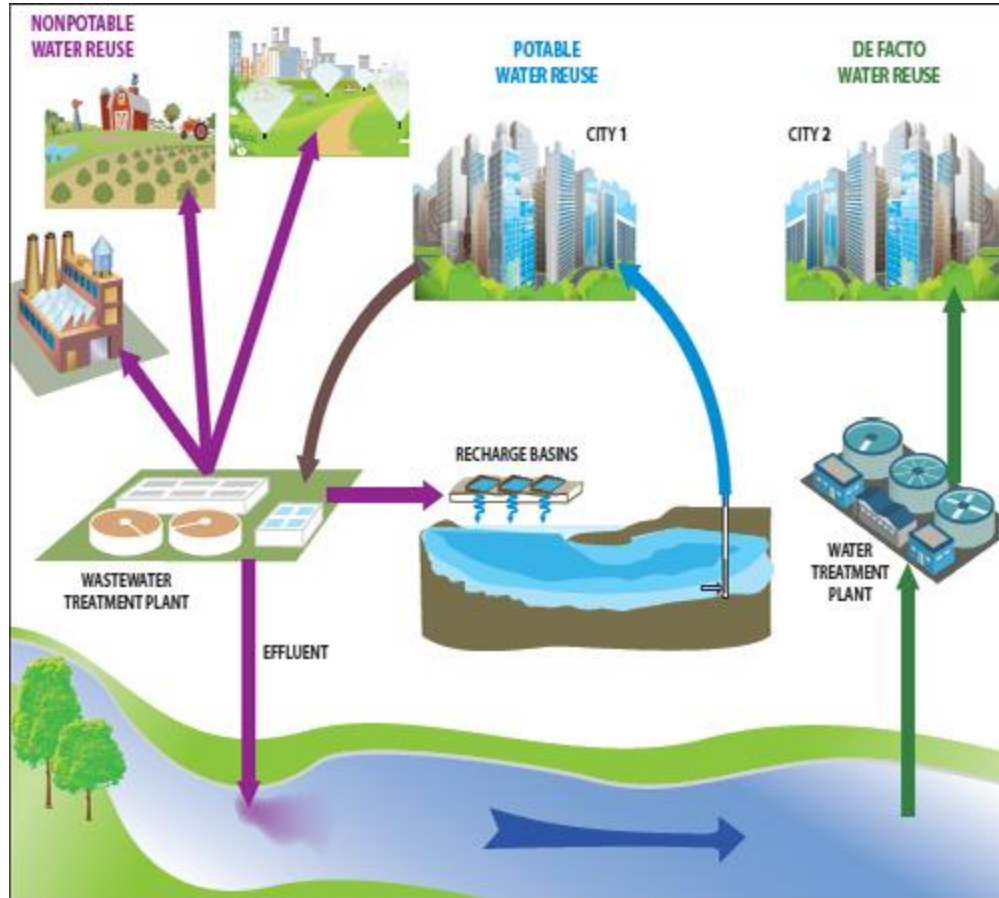 NONPOTABLE
WATER REUSE
POTABLE
WATER REUSE
DE FACTO
WATER REUSE
CITY 1
CITY 2
RECHARGE BASINS
WASTEWATER
TREATMENT PLANT
WATER
TREATMENT
PLANT
EFFLUENT